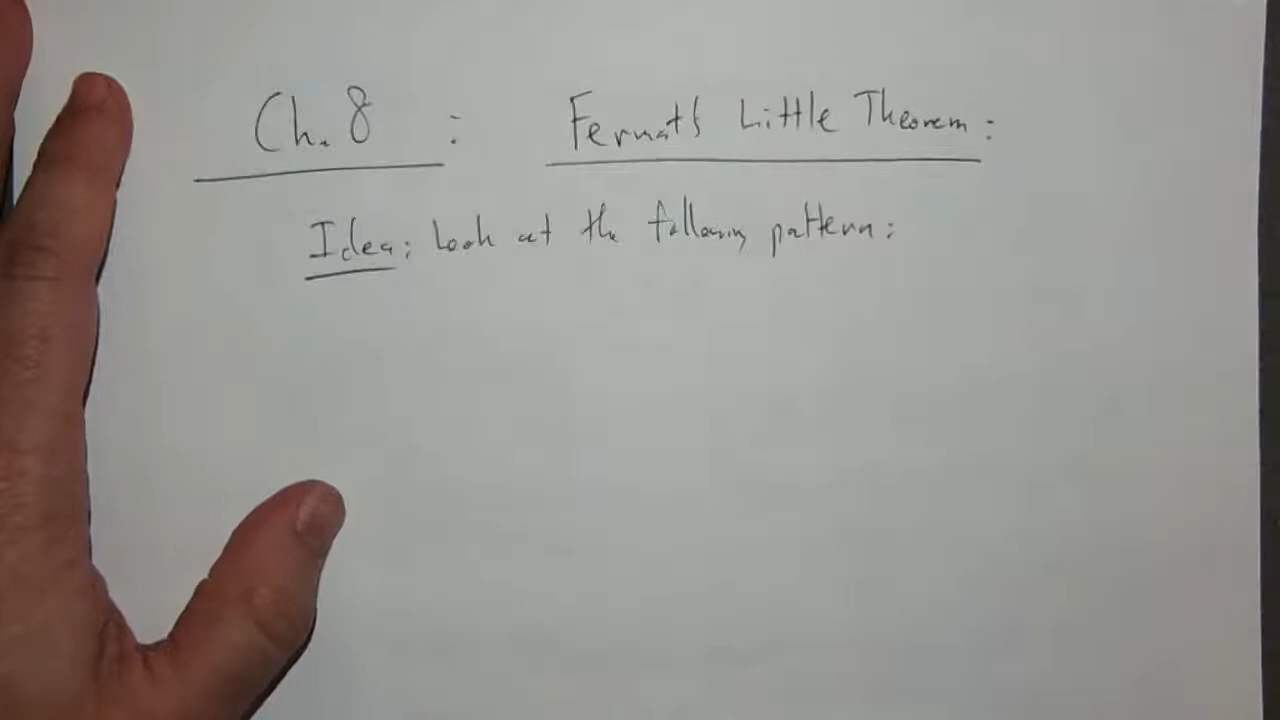 Ch. 8 : Fermat's Little Theorem :
Idea: Look at the following pattern: